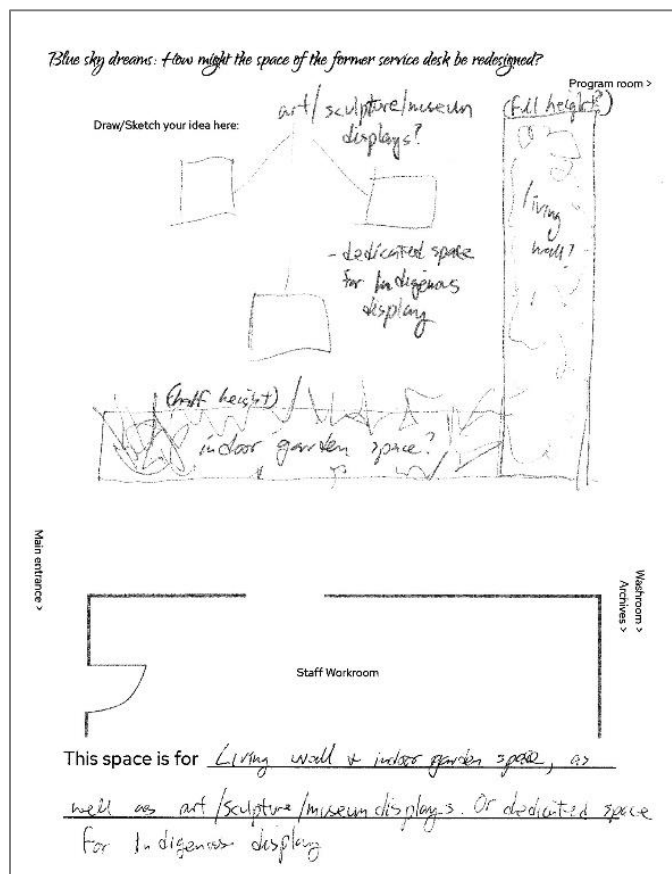 Blue sky dreams: How might the space of the former service desk be redesigned?
Program room >
Draw/Sketch your idea here:
art/sculpture/museum
displays?
(full height?)
living
wall?
- dedicated space
for Indigenous
display
(half height)
indoor garden space?
Main entrance >
Washroom >
Archives >
Staff Workroom
This space is for Living wall & indoor garden space, as
well as art/sculpture/museum displays. Or dedicated space
for Indigenous display